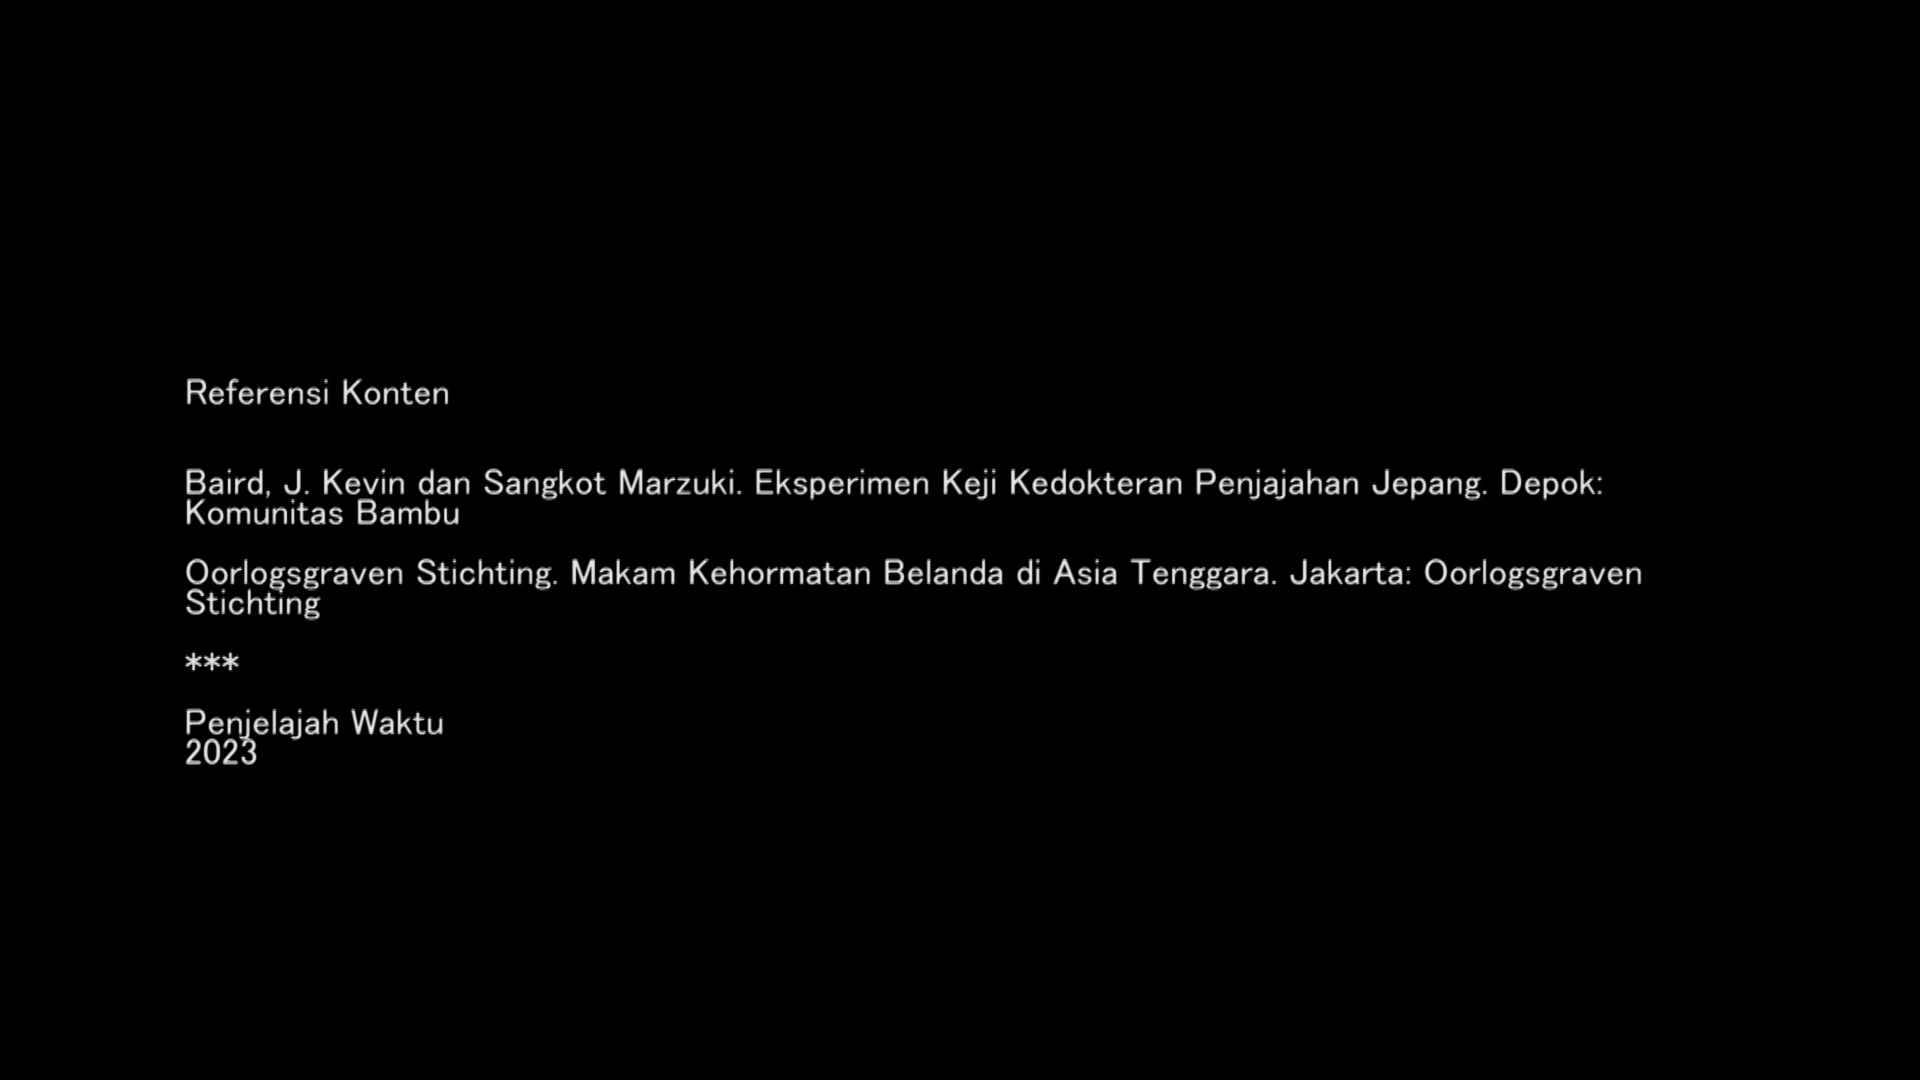 Referensi Konten
Baird, J. Kevin dan Sangkot Marzuki. Eksperimen Keji Kedokteran Penjajahan Jepang. Depok:
Komunitas Bambu
Oorlogsgraven Stichting. Makam Kehormatan Belanda di Asia Tenggara. Jakarta: Oorlogsgraven
Stichting
***
Penjelajah Waktu
2023